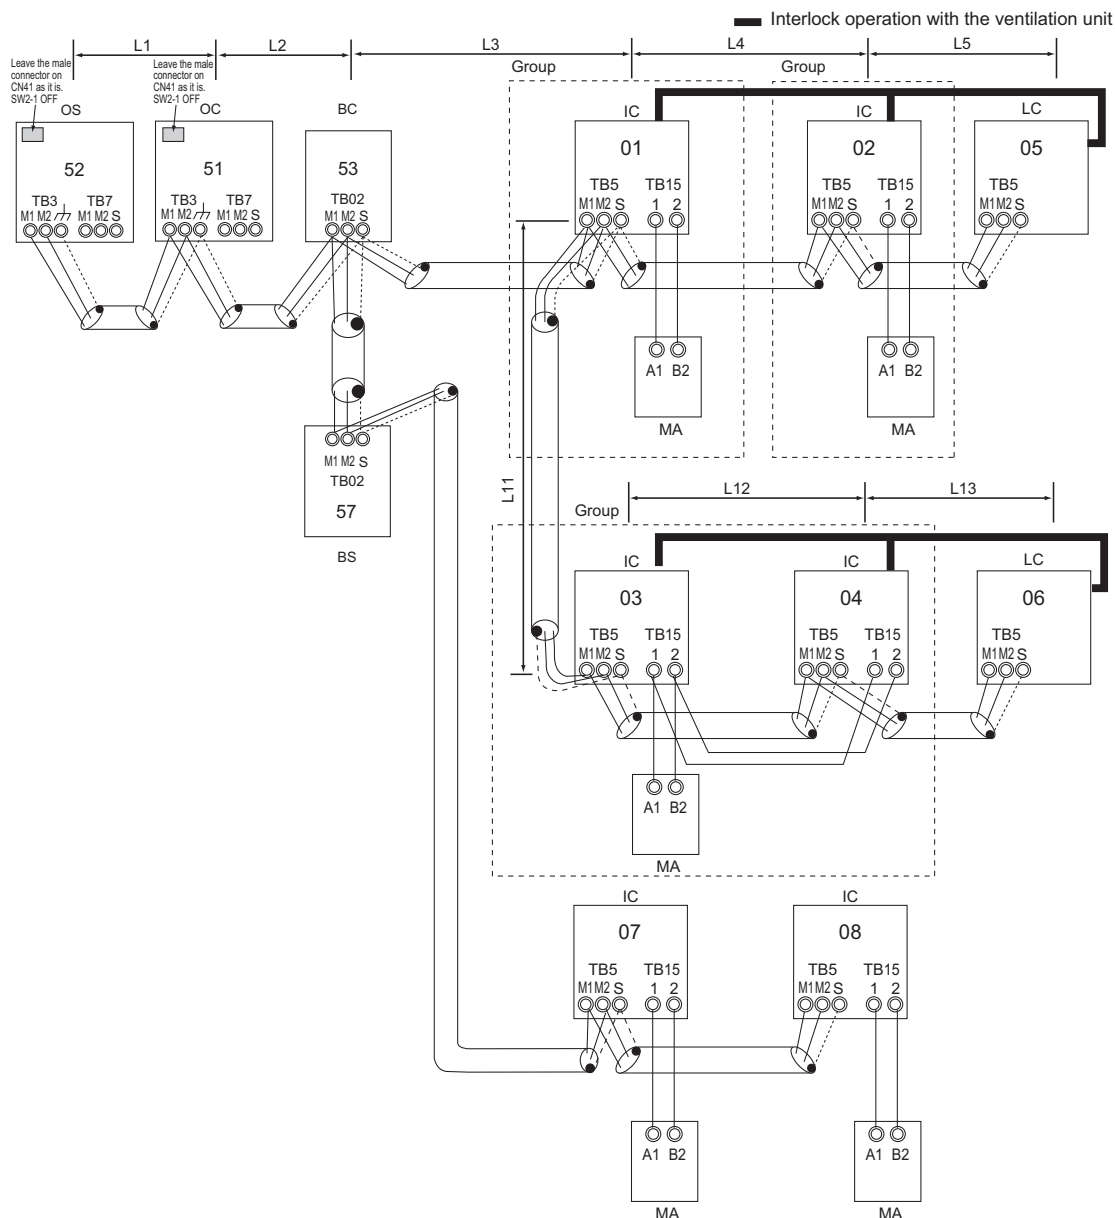 Interlock operation with the ventilation unit
L1 L2 L3 L4 L5
Leave the male
connector on
CN41 as it is.
SW2-1 OFF
Leave the male
connector on
CN41 as it is.
SW2-1 OFF
Group Group
OS OC BC IC IC LC
52 51 53 01 02 05
TB3 TB7 TB3 TB7 TB02 TB5 TB15 TB5 TB15 TB5
M1 M2 M1 M2 S M1 M2 M1 M2 S M1 M2 S M1 M2 S 1 2 M1 M2 S 1 2 M1 M2 S
A1 B2 A1 B2
MA MA
M1 M2 S
TB02
57
BS
L11
L12 L13
Group
IC IC LC
03 04 06
TB5 TB15 TB5 TB15 TB5
M1 M2 S 1 2 M1 M2 S 1 2 M1 M2 S
A1 B2
MA
IC IC
07 08
TB5 TB15 TB5 TB15
M1 M2 S 1 2 M1 M2 S 1 2
A1 B2 A1 B2
MA MA